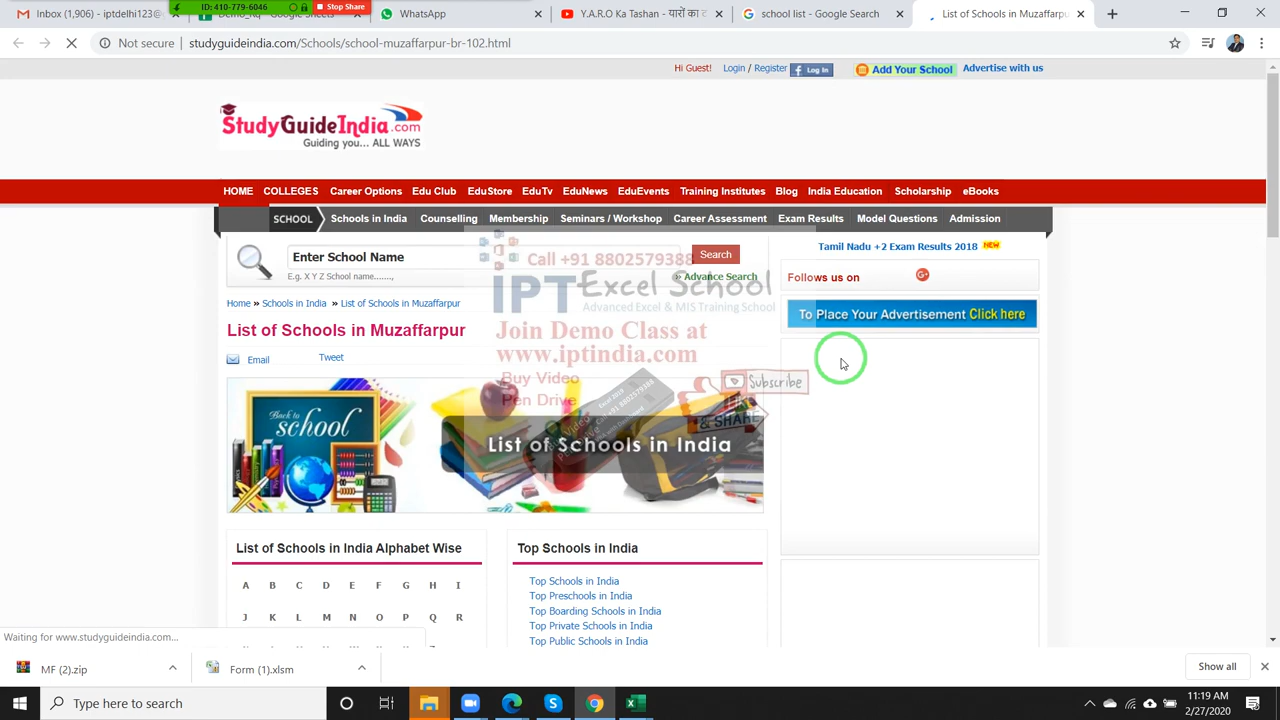 ID: 410-779-6046 Stop Share
Inbox (1,906) - iptdelhi123@
Demo_Rq
WhatsApp
Y.A.R.O Ka Tashan - यारों का
school list - Google Search
List of Schools in Muzaffarpur,
Not secure studyguideindia.com/Schools/school-muzaffarpur-br-102.html
Hi Guest! Login / Register Log In Add Your School Advertise with us
StudyGuideIndia.com
Guiding you... ALL WAYS
HOME COLLEGES Career Options Edu Club EduStore EduTv EduNews EduEvents Training Institutes Blog India Education Scholarship eBooks
SCHOOL Schools in India Counselling Membership Seminars / Workshop Career Assessment Exam Results Model Questions Admission
Enter School Name Search
E.g. X Y Z School name......,
» Advance Search
Tamil Nadu +2 Exam Results 2018 NEW
Follows us on
To Place Your Advertisement Click here
Home » Schools in India » List of Schools in Muzaffarpur
List of Schools in Muzaffarpur
Email Tweet
Call +91 8802579388
IPT Excel School
Advanced Excel & MIS Training School
Join Demo Class at
www.iptindia.com
Buy Video
Pen Drive
Subscribe
& SHARE
Back to
school
List of Schools in India
List of Schools in India Alphabet Wise
A B C D E F G H I
J K L M N O P Q R
Top Schools in India
Top Schools in India
Top Preschools in India
Top Boarding Schools in India
Top Private Schools in India
Top Public Schools in India
Waiting for www.studyguideindia.com...
MF (2).zip
Form (1).xlsm
Show all
Type here to search
11:19 AM
2/27/2020